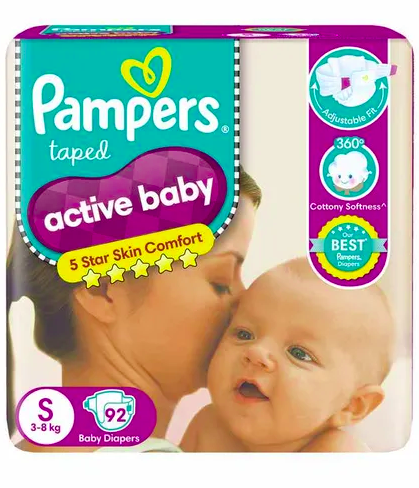 Pampers®
taped
active baby
5 Star Skin Comfort
Adjustable Fit
360°
Cottony Softness^
Our
BEST
Pampers
Diapers
S
3-8 kg
92
Baby Diapers